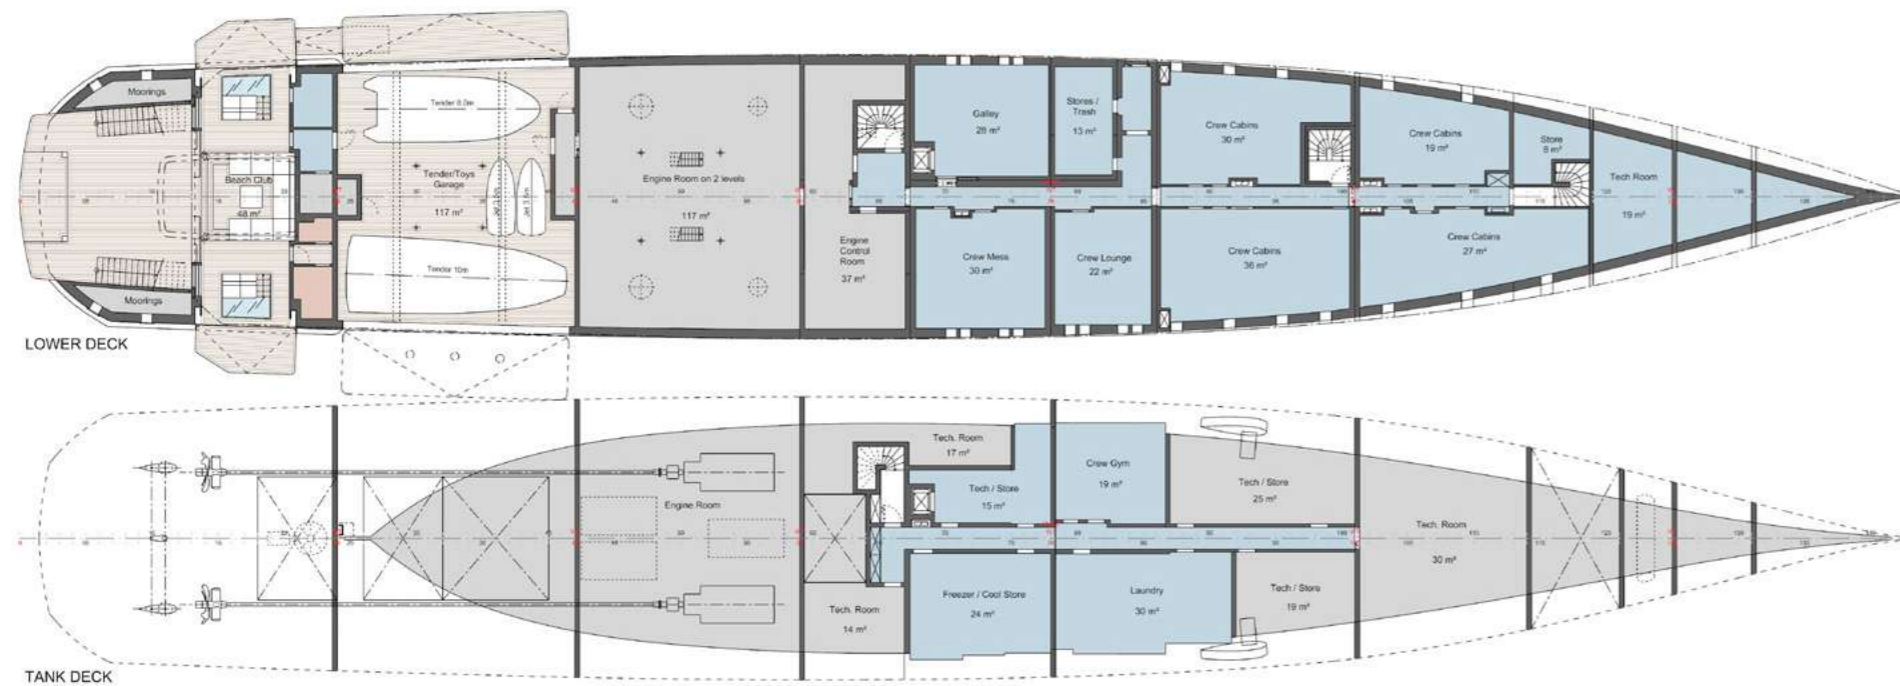 Moorings
Tender 8.0m
Beach Club
48 m²
Tender/Toys
Garage
117 m²
Jet 3.6m
Tender 10m
Moorings
Engine Room on 2 levels
117 m²
Engine
Control
Room
37 m²
Galley
28 m²
Stores /
Trash
13 m²
Crew Mess
30 m²
Crew Lounge
22 m²
Crew Cabins
30 m²
Crew Cabins
36 m²
Crew Cabins
19 m²
Crew Cabins
27 m²
Store
8 m²
Tech Room
19 m²
LOWER DECK
Engine Room
Tech. Room
17 m²
Tech / Store
15 m²
Crew Gym
19 m²
Tech / Store
25 m²
Tech. Room
30 m²
Tech. Room
14 m²
Freezer / Cool Store
24 m²
Laundry
30 m²
Tech / Store
19 m²
TANK DECK